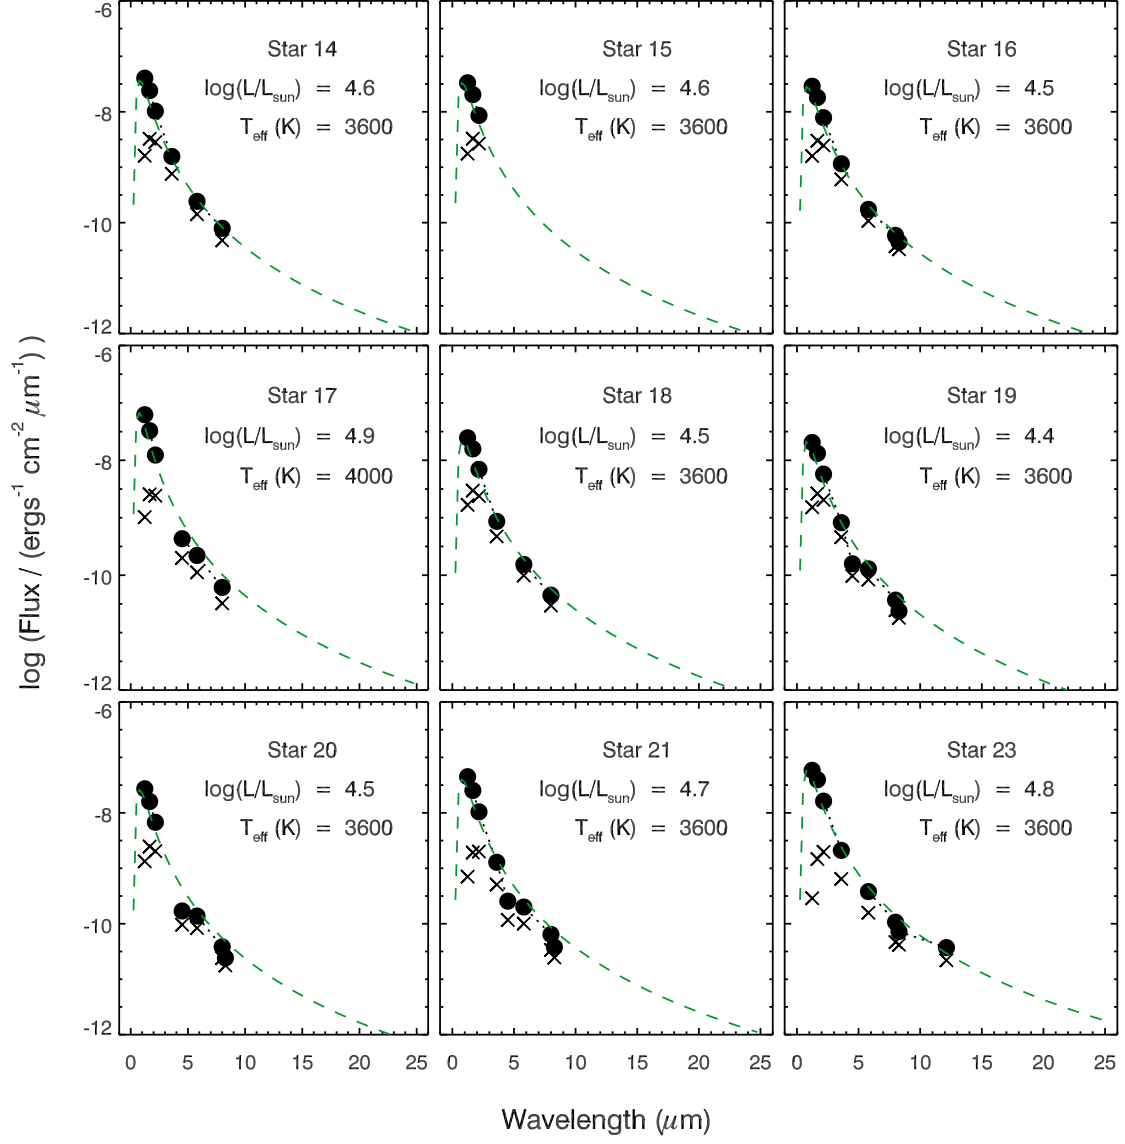 -6
-8
-10
-12
Star 14
log(L/Lsun) = 4.6
Teff (K) = 3600
Star 15
log(L/Lsun) = 4.6
Teff (K) = 3600
Star 16
log(L/Lsun) = 4.5
Teff (K) = 3600
-6
-8
-10
-12
Star 17
log(L/Lsun) = 4.9
Teff (K) = 4000
Star 18
log(L/Lsun) = 4.5
Teff (K) = 3600
Star 19
log(L/Lsun) = 4.4
Teff (K) = 3600
-6
-8
-10
-12
Star 20
log(L/Lsun) = 4.5
Teff (K) = 3600
Star 21
log(L/Lsun) = 4.7
Teff (K) = 3600
Star 23
log(L/Lsun) = 4.8
Teff (K) = 3600
0 5 10 15 20 25
0 5 10 15 20 25
0 5 10 15 20 25
Wavelength (μm)
log (Flux / (ergs⁻¹ cm⁻² μm⁻¹) )